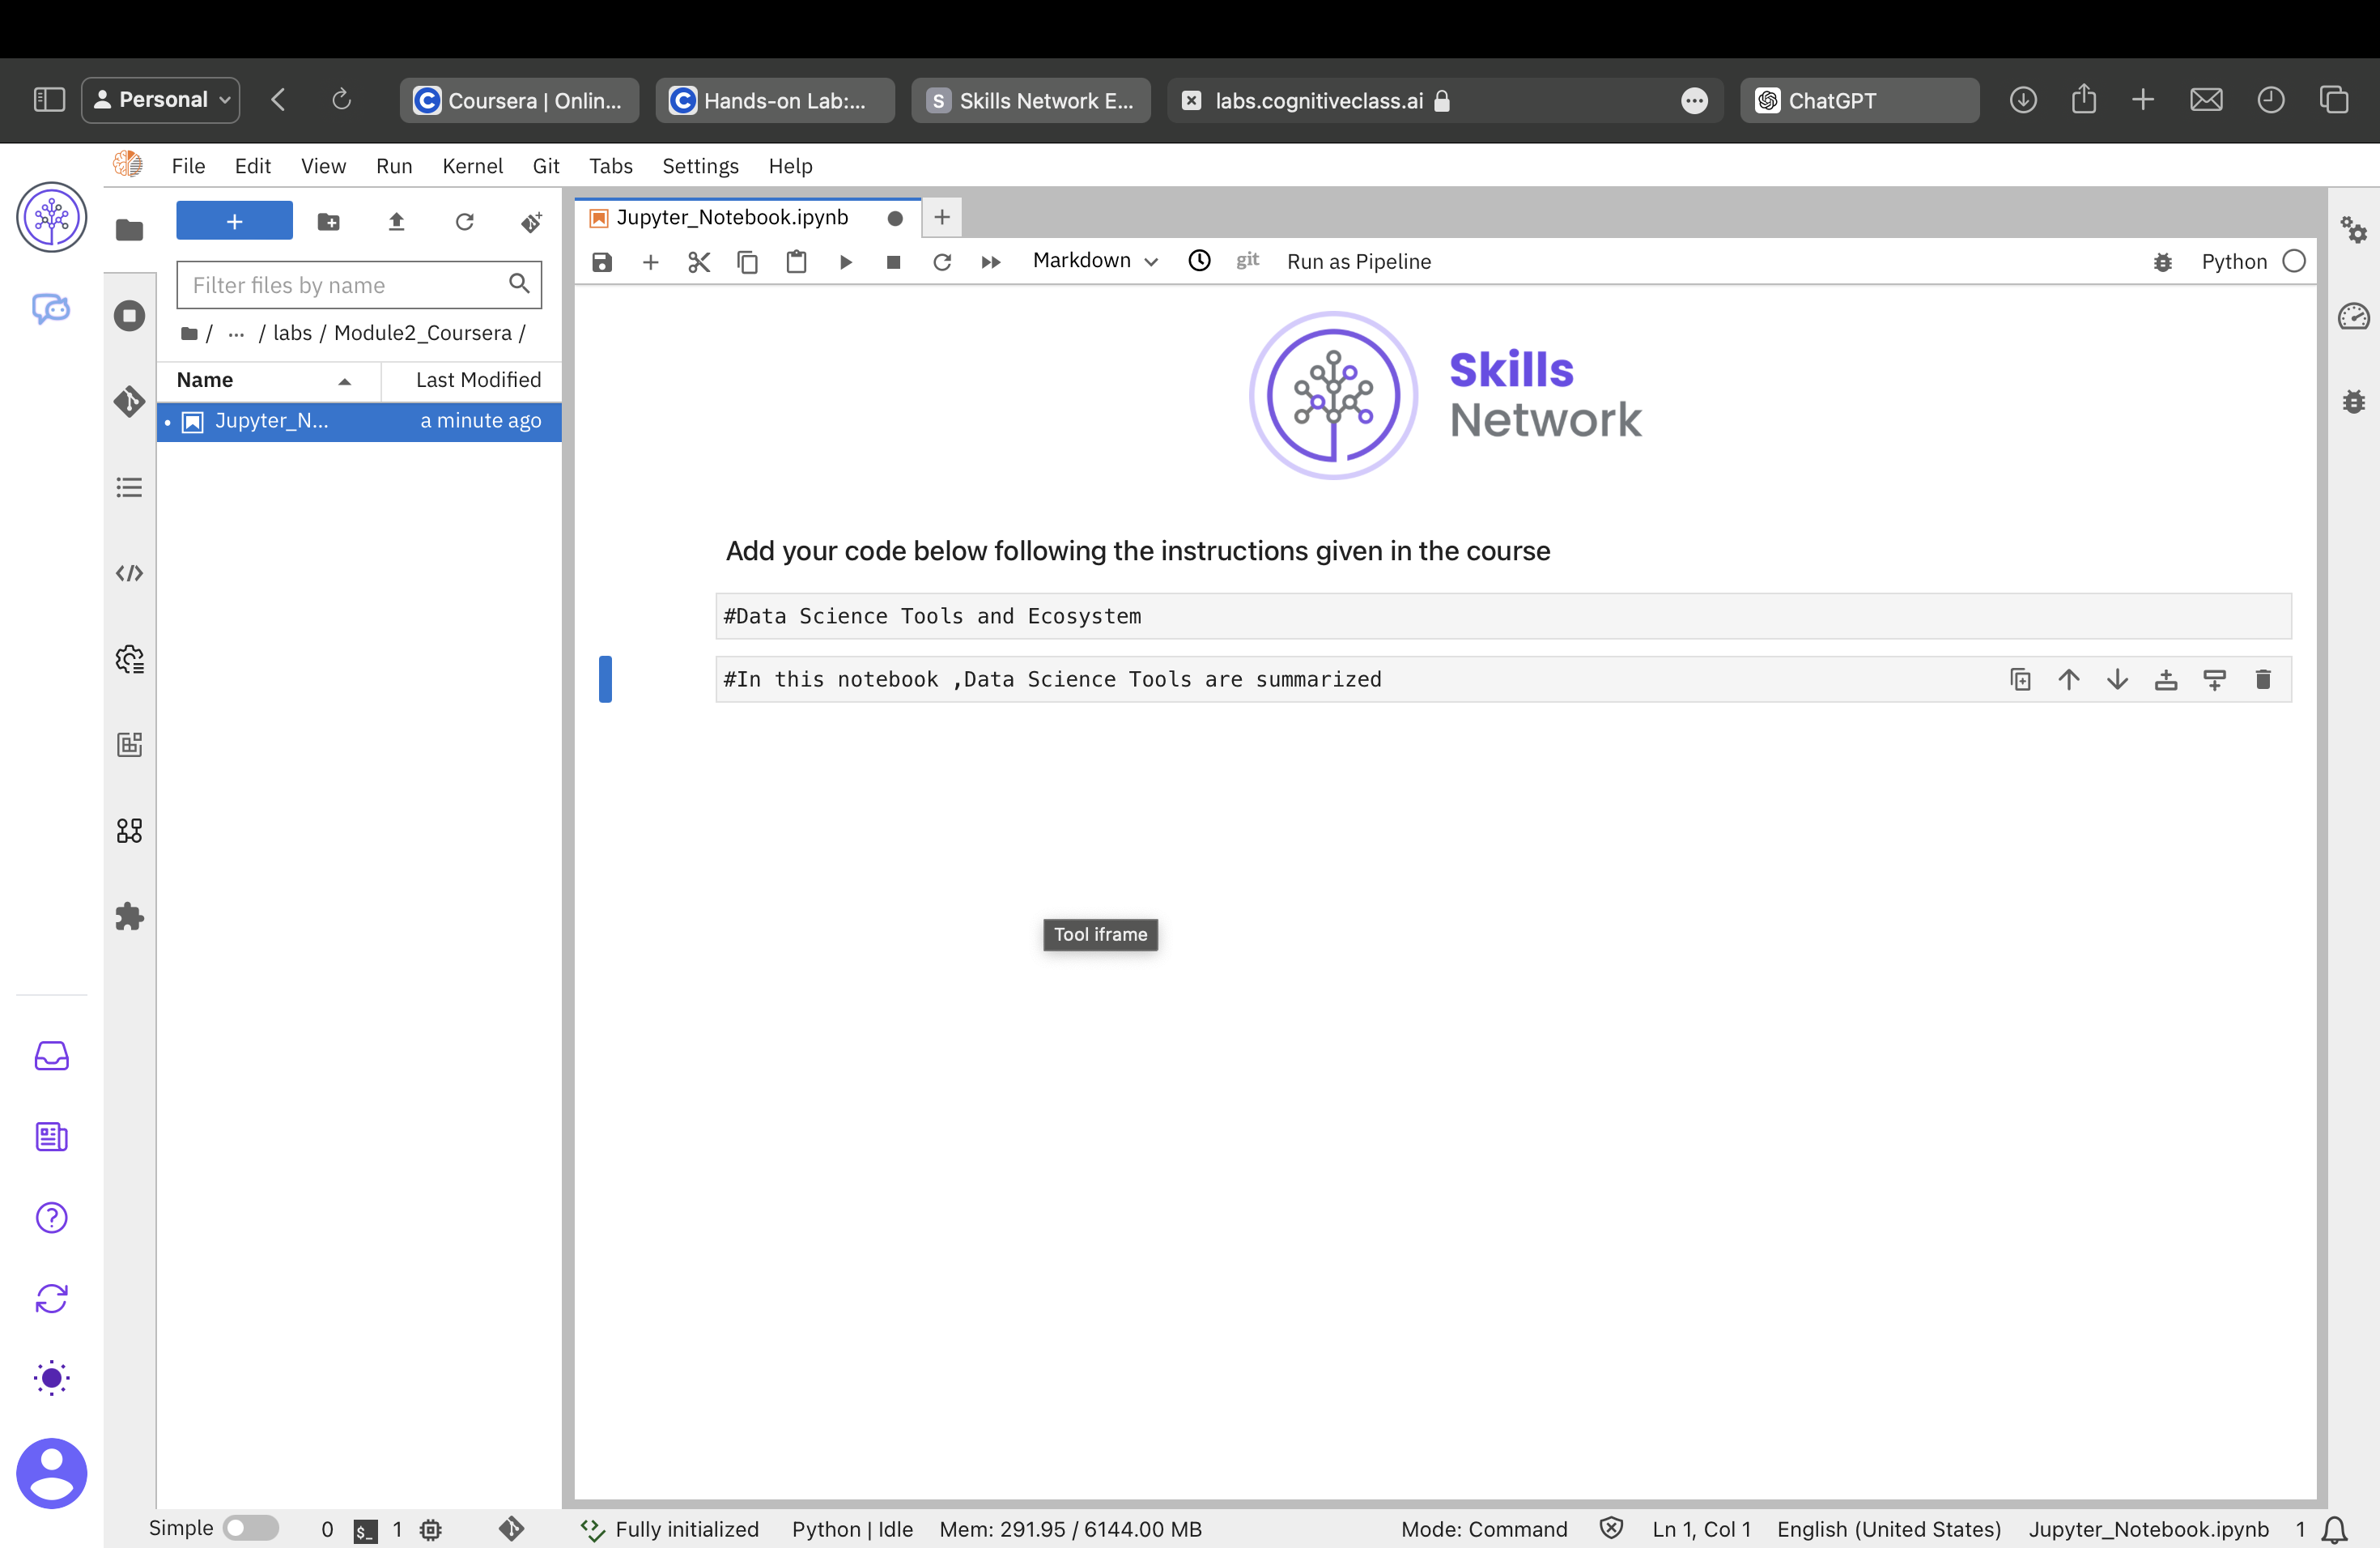 Personal
Coursera | Onlin...
Hands-on Lab:...
S Skills Network E...
labs.cognitiveclass.ai
ChatGPT
File Edit View Run Kernel Git Tabs Settings Help
Jupyter_Notebook.ipynb
Filter files by name
Markdown
git
Run as Pipeline
Python
/ ... / labs / Module2_Coursera /
Name Last Modified
Jupyter_N... a minute ago
Skills
Network
Add your code below following the instructions given in the course
#Data Science Tools and Ecosystem
#In this notebook ,Data Science Tools are summarized
Tool iframe
Simple 0 $_ 1 Fully initialized Python | Idle Mem: 291.95 / 6144.00 MB Mode: Command Ln 1, Col 1 English (United States) Jupyter_Notebook.ipynb 1